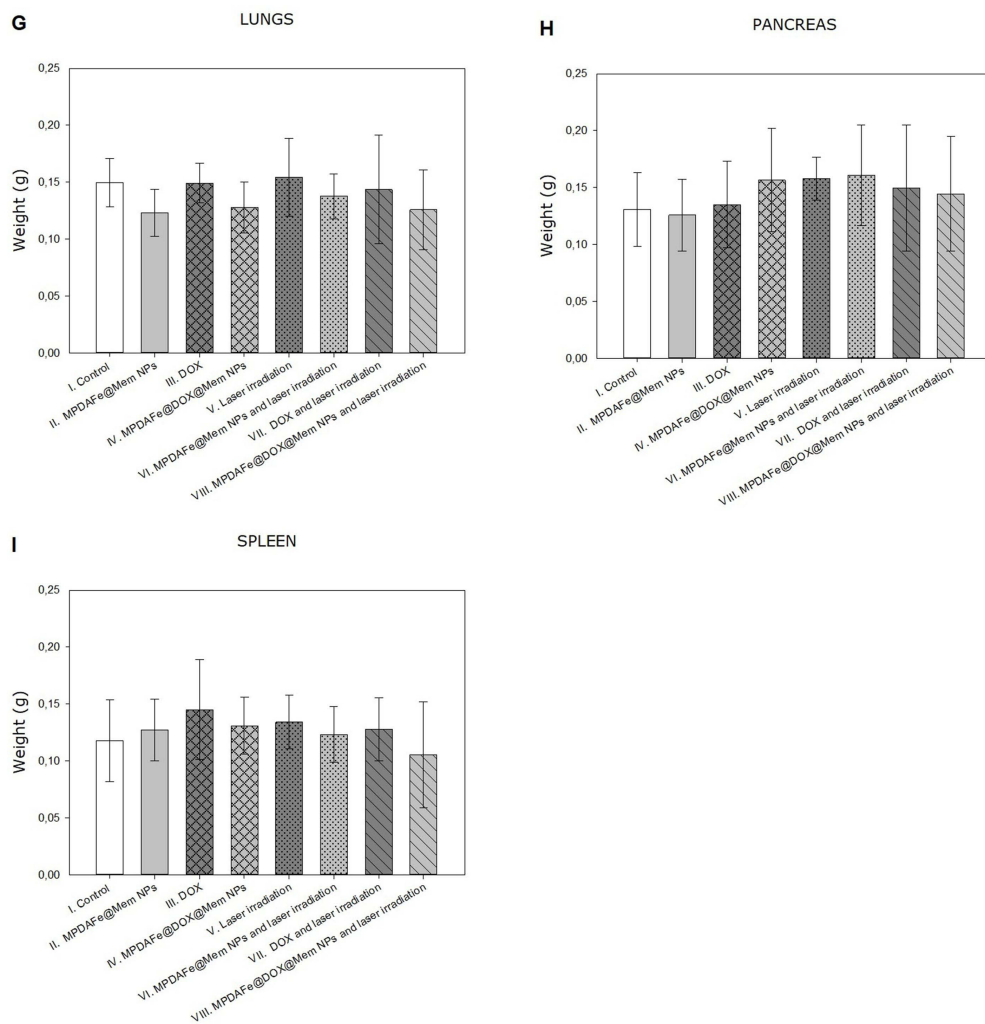 G
LUNGS
Weight (g)
0,25
0,20
0,15
0,10
0,05
0,00
I. Control
II. MPDAFe@Mem NPs
III. DOX
IV. MPDAFe@DOX@Mem NPs
V. Laser irradiation
VI. MPDAFe@Mem NPs and laser irradiation
VII. DOX and laser irradiation
VIII. MPDAFe@DOX@Mem NPs and laser irradiation
H
PANCREAS
Weight (g)
0,25
0,20
0,15
0,10
0,05
0,00
I. Control
II. MPDAFe@Mem NPs
III. DOX
IV. MPDAFe@DOX@Mem NPs
V. Laser irradiation
VI. MPDAFe@Mem NPs and laser irradiation
VII. DOX and laser irradiation
VIII. MPDAFe@DOX@Mem NPs and laser irradiation
I
SPLEEN
Weight (g)
0,25
0,20
0,15
0,10
0,05
0,00
I. Control
II. MPDAFe@Mem NPs
III. DOX
IV. MPDAFe@DOX@Mem NPs
V. Laser irradiation
VI. MPDAFe@Mem NPs and laser irradiation
VII. DOX and laser irradiation
VIII. MPDAFe@DOX@Mem NPs and laser irradiation